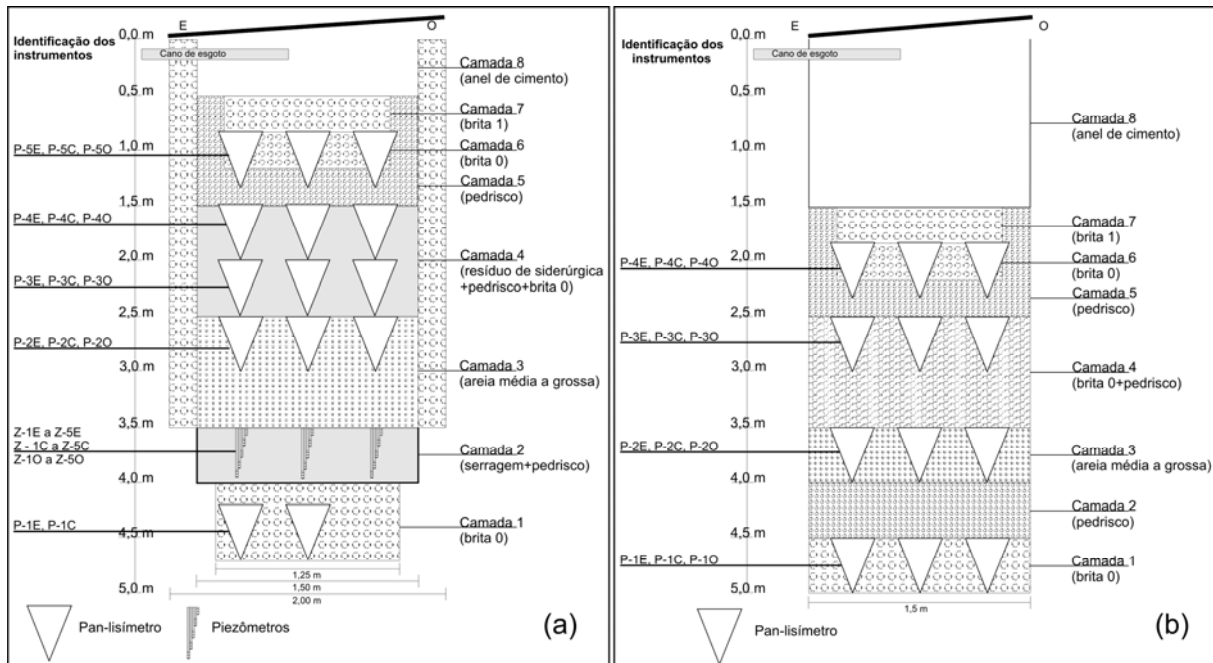 (a)
E
O
Identificação dos
instrumentos
0,0 m
Cano de esgoto
0,5 m
1,0 m
1,5 m
2,0 m
2,5 m
3,0 m
3,5 m
4,0 m
4,5 m
5,0 m
P-5E, P-5C, P-5O
P-4E, P-4C, P-4O
P-3E, P-3C, P-3O
P-2E, P-2C, P-2O
Z-1E a Z-5E
Z - 1C a Z-5C
Z-1O a Z-5O
P-1E, P-1C
Camada 8
(anel de cimento)
Camada 7
(brita 1)
Camada 6
(brita 0)
Camada 5
(pedrisco)
Camada 4
(resíduo de siderúrgica
+pedrisco+brita 0)
Camada 3
(areia média a grossa)
Camada 2
(serragem+pedrisco)
Camada 1
(brita 0)
1,25 m
1,50 m
2,00 m
Pan-lisímetro
Piezômetros
(a)
E
O
Identificação dos
instrumentos
0,0 m
Cano de esgoto
0,5 m
1,0 m
1,5 m
2,0 m
2,5 m
3,0 m
3,5 m
4,0 m
4,5 m
5,0 m
P-4E, P-4C, P-4O
P-3E, P-3C, P-3O
P-2E, P-2C, P-2O
P-1E, P-1C, P-1O
Camada 8
(anel de cimento)
Camada 7
(brita 1)
Camada 6
(brita 0)
Camada 5
(pedrisco)
Camada 4
(brita 0+pedrisco)
Camada 3
(areia média a grossa)
Camada 2
(pedrisco)
Camada 1
(brita 0)
1,5 m
Pan-lisímetro
(b)
(b)